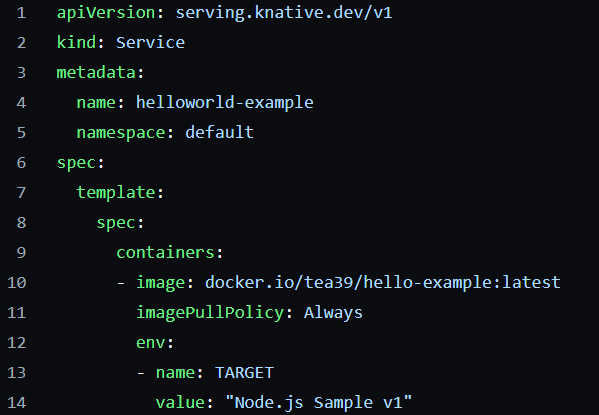 1 apiVersion: serving.knative.dev/v1
2 kind: Service
3 metadata:
4   name: helloworld-example
5   namespace: default
6 spec:
7   template:
8     spec:
9       containers:
10       - image: docker.io/tea39/hello-example:latest
11         imagePullPolicy: Always
12         env:
13         - name: TARGET
14           value: "Node.js Sample v1"